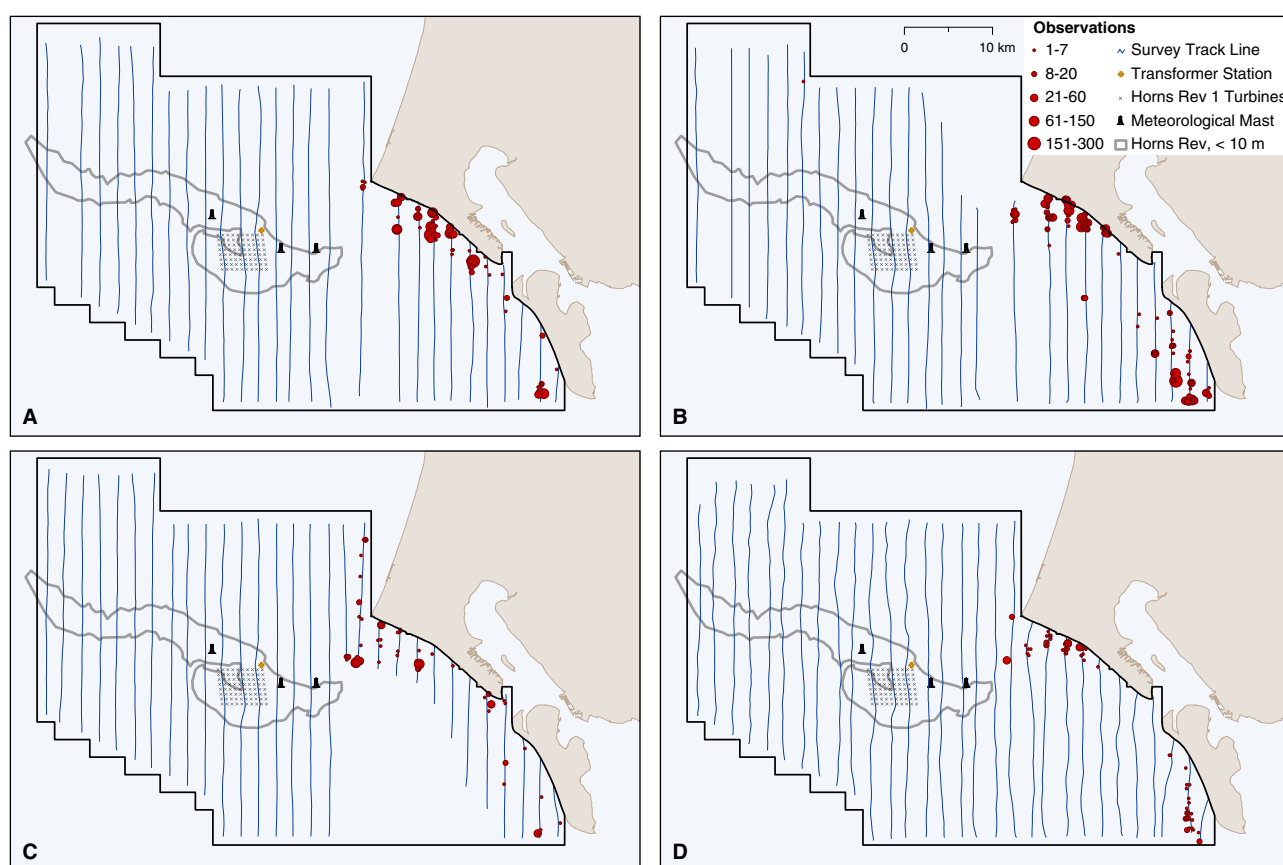 Observations
1-7
8-20
21-60
61-150
151-300
Survey Track Line
Transformer Station
Horns Rev 1 Turbines
Meteorological Mast
Horns Rev, < 10 m
0 10 km
A
B
C
D